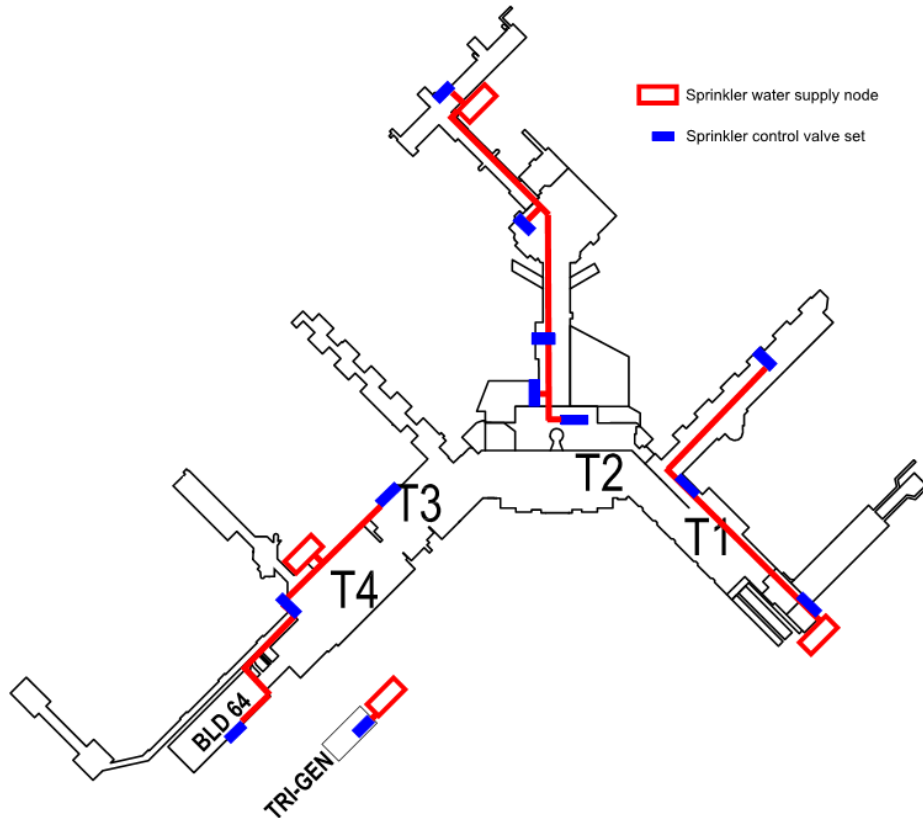 Sprinkler water supply node
Sprinkler control valve set
T2
T3
T1
T4
BLD 64
TRI-GEN